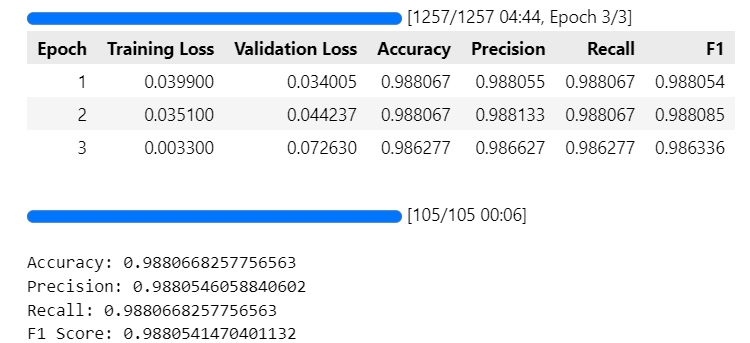 [1257/1257 04:44, Epoch 3/3]
Epoch Training Loss Validation Loss Accuracy Precision Recall F1
1 0.039900 0.034005 0.988067 0.988055 0.988067 0.988054
2 0.035100 0.044237 0.988067 0.988133 0.988067 0.988085
3 0.003300 0.072630 0.986277 0.986627 0.986277 0.986336
[105/105 00:06]
Accuracy: 0.9880668257756563
Precision: 0.9880546058840602
Recall: 0.9880668257756563
F1 Score: 0.9880541470401132